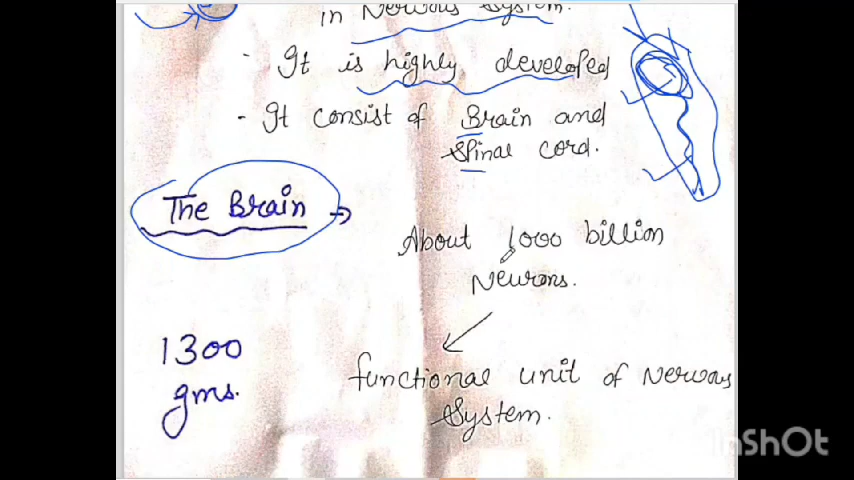 in Nervous System.
- It is highly developed
- It consist of Brain and
Spinal cord.
The Brain →
About 1000 billion
Neurons.
functional unit of Nervous
System.
1300
gms.
InShOt